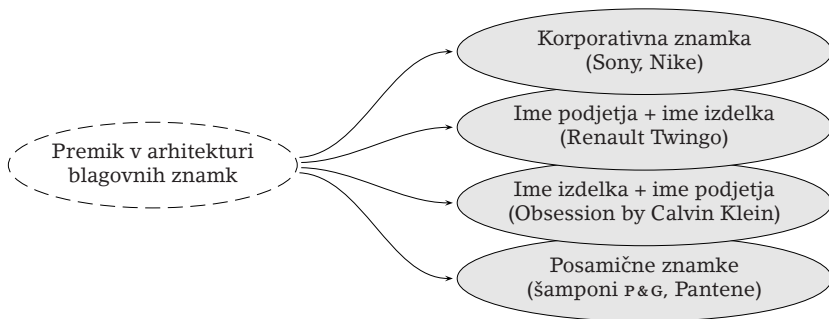 Korporativna znamka
(Sony, Nike)
Ime podjetja + ime izdelka
(Renault Twingo)
Premik v arhitekturi
blagovnih znamk
Ime izdelka + ime podjetja
(Obsession by Calvin Klein)
Posamične znamke
(šamponi P&G, Pantene)